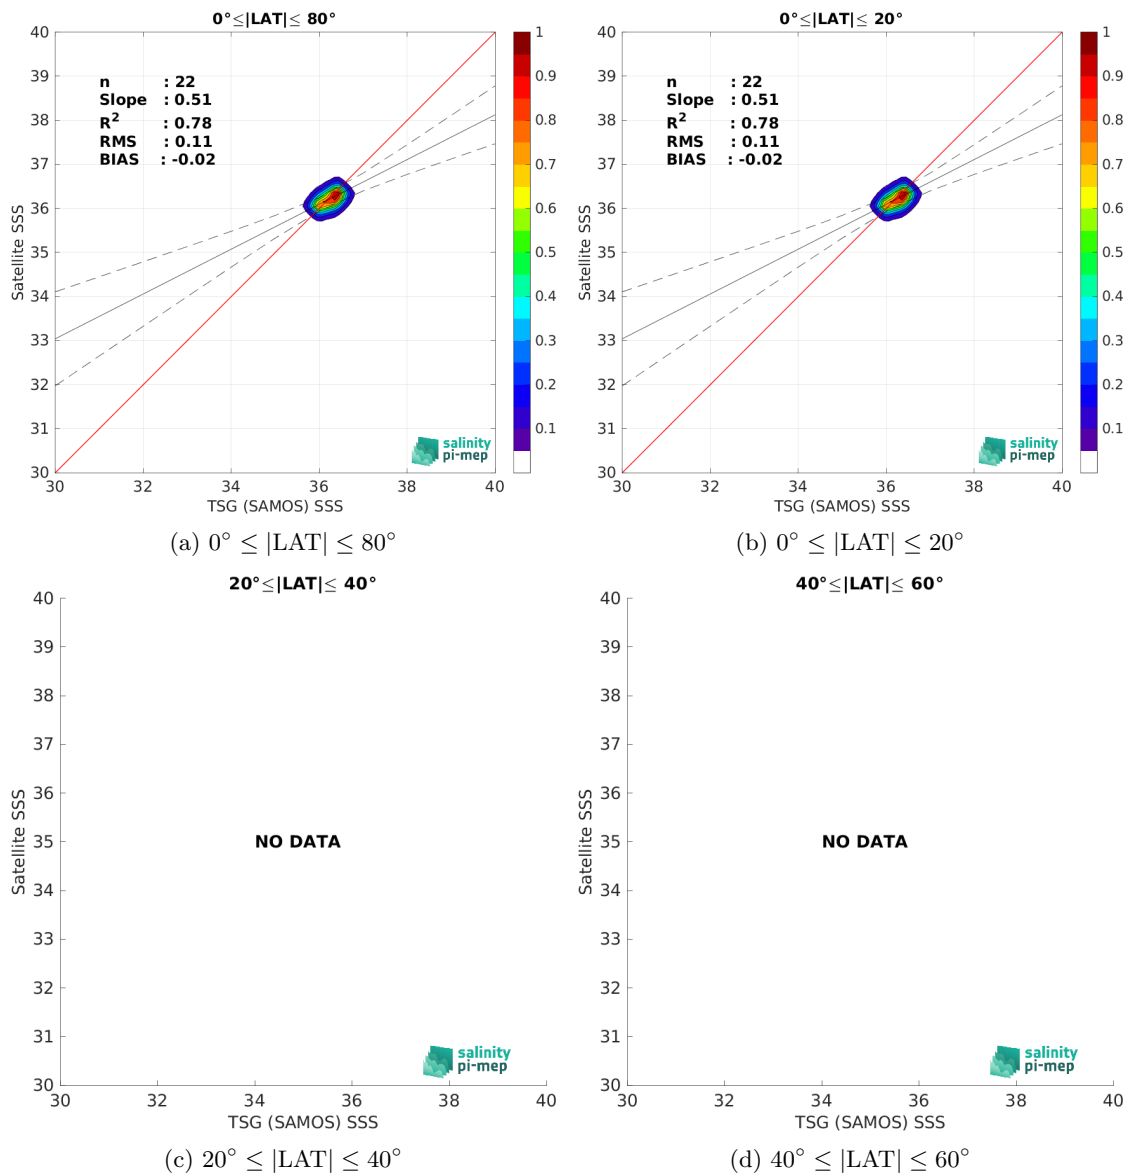 0°≤|LAT|≤ 80°
40
39
38
37
36
35
34
33
32
31
30
Satellite SSS
n : 22
Slope : 0.51
R² : 0.78
RMS : 0.11
BIAS : -0.02
1
0.9
0.8
0.7
0.6
0.5
0.4
0.3
0.2
0.1
salinity
pi-mep
30 32 34 36 38 40
TSG (SAMOS) SSS
(a) 0° ≤ |LAT| ≤ 80°
0°≤|LAT|≤ 20°
40
39
38
37
36
35
34
33
32
31
30
Satellite SSS
n : 22
Slope : 0.51
R² : 0.78
RMS : 0.11
BIAS : -0.02
1
0.9
0.8
0.7
0.6
0.5
0.4
0.3
0.2
0.1
salinity
pi-mep
30 32 34 36 38 40
TSG (SAMOS) SSS
(b) 0° ≤ |LAT| ≤ 20°
20°≤|LAT|≤ 40°
40
39
38
37
36
35
34
33
32
31
30
Satellite SSS
NO DATA
salinity
pi-mep
30 32 34 36 38 40
TSG (SAMOS) SSS
(c) 20° ≤ |LAT| ≤ 40°
40°≤|LAT|≤ 60°
40
39
38
37
36
35
34
33
32
31
30
Satellite SSS
NO DATA
salinity
pi-mep
30 32 34 36 38 40
TSG (SAMOS) SSS
(d) 40° ≤ |LAT| ≤ 60°